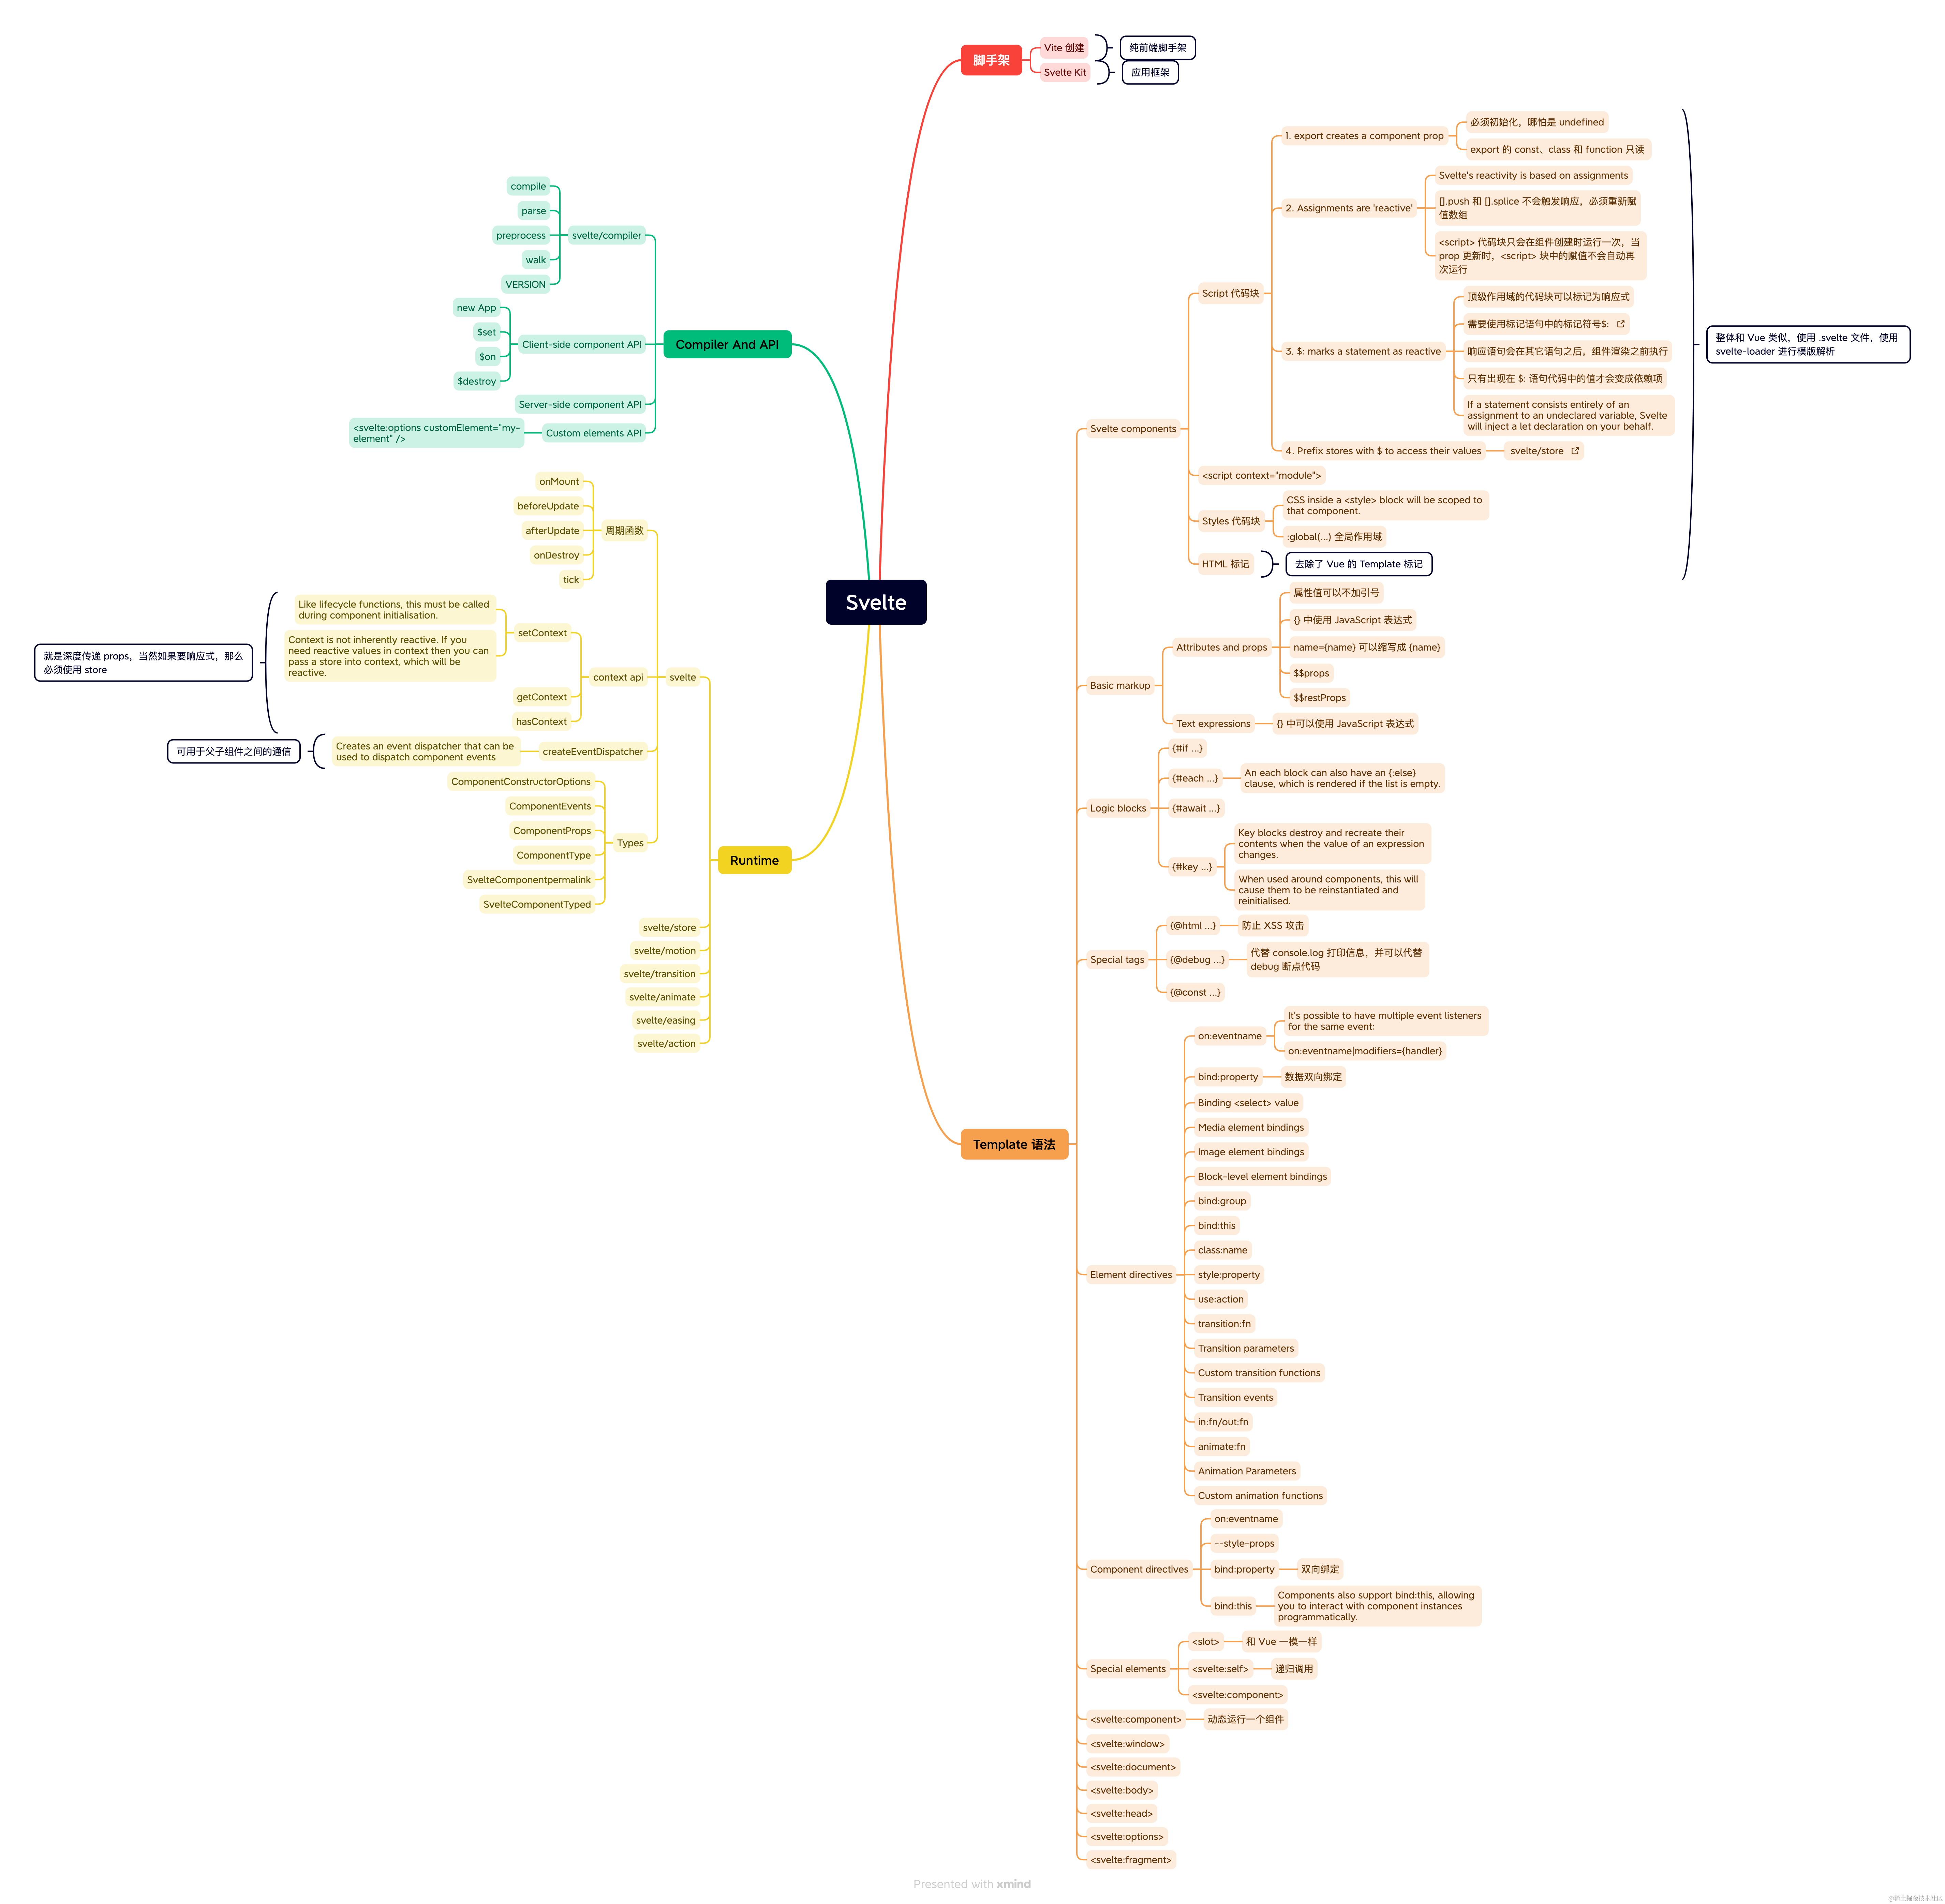 Svelte
脚手架
Vite 创建
纯前端脚手架
Svelte Kit
应用框架
Template 语法
Svelte components
Script 代码块
1. export creates a component prop
必须初始化，哪怕是 undefined
export 的 const、class 和 function 只读
2. Assignments are 'reactive'
Svelte's reactivity is based on assignments
[].push 和 [].splice 不会触发响应，必须重新赋
值数组
<script> 代码块只会在组件创建时运行一次，当
prop 更新时，<script> 块中的赋值不会自动再
次运行
3. $: marks a statement as reactive
顶级作用域的代码块可以标记为响应式
需要使用标记语句中的标记符号$:
响应语句会在其它语句之后，组件渲染之前执行
只有出现在 $: 语句代码中的值才会变成依赖项
If a statement consists entirely of an
assignment to an undeclared variable, Svelte
will inject a let declaration on your behalf.
4. Prefix stores with $ to access their values
svelte/store
<script context="module">
Styles 代码块
CSS inside a <style> block will be scoped to
that component.
:global(...) 全局作用域
HTML 标记
去除了 Vue 的 Template 标记
整体和 Vue 类似，使用 .svelte 文件，使用
svelte-loader 进行模版解析
Basic markup
Attributes and props
属性值可以不加引号
{} 中使用 JavaScript 表达式
name={name} 可以缩写成 {name}
$$props
$$restProps
Text expressions
{} 中可以使用 JavaScript 表达式
Logic blocks
{#if ...}
{#each ...}
An each block can also have an {:else}
clause, which is rendered if the list is empty.
{#await ...}
{#key ...}
Key blocks destroy and recreate their
contents when the value of an expression
changes.
When used around components, this will
cause them to be reinstantiated and
reinitialised.
Special tags
{@html ...}
防止 XSS 攻击
{@debug ...}
代替 console.log 打印信息，并可以代替
debug 断点代码
{@const ...}
Element directives
on:eventname
It's possible to have multiple event listeners
for the same event:
on:eventname|modifiers={handler}
bind:property
数据双向绑定
Binding <select> value
Media element bindings
Image element bindings
Block-level element bindings
bind:group
bind:this
class:name
style:property
use:action
transition:fn
Transition parameters
Custom transition functions
Transition events
in:fn/out:fn
animate:fn
Animation Parameters
Custom animation functions
Component directives
on:eventname
--style-props
bind:property
双向绑定
bind:this
Components also support bind:this, allowing
you to interact with component instances
programmatically.
Special elements
<slot>
和 Vue 一模一样
<svelte:self>
递归调用
<svelte:component>
<svelte:component>
动态运行一个组件
<svelte:window>
<svelte:document>
<svelte:body>
<svelte:head>
<svelte:options>
<svelte:fragment>
Compiler And API
svelte/compiler
compile
parse
preprocess
walk
VERSION
Client-side component API
new App
$set
$on
$destroy
Server-side component API
Custom elements API
<svelte:options customElement="my-
element" />
Runtime
svelte
周期函数
onMount
beforeUpdate
afterUpdate
onDestroy
tick
context api
setContext
Like lifecycle functions, this must be called
during component initialisation.
Context is not inherently reactive. If you
need reactive values in context then you can
pass a store into context, which will be
reactive.
getContext
hasContext
就是深度传递 props，当然如果要响应式，那么
必须使用 store
createEventDispatcher
Creates an event dispatcher that can be
used to dispatch component events
可用于父子组件之间的通信
Types
ComponentConstructorOptions
ComponentEvents
ComponentProps
ComponentType
SvelteComponentpermalink
SvelteComponentTyped
svelte/store
svelte/motion
svelte/transition
svelte/animate
svelte/easing
svelte/action
Presented with xmind
@稀土掘金技术社区